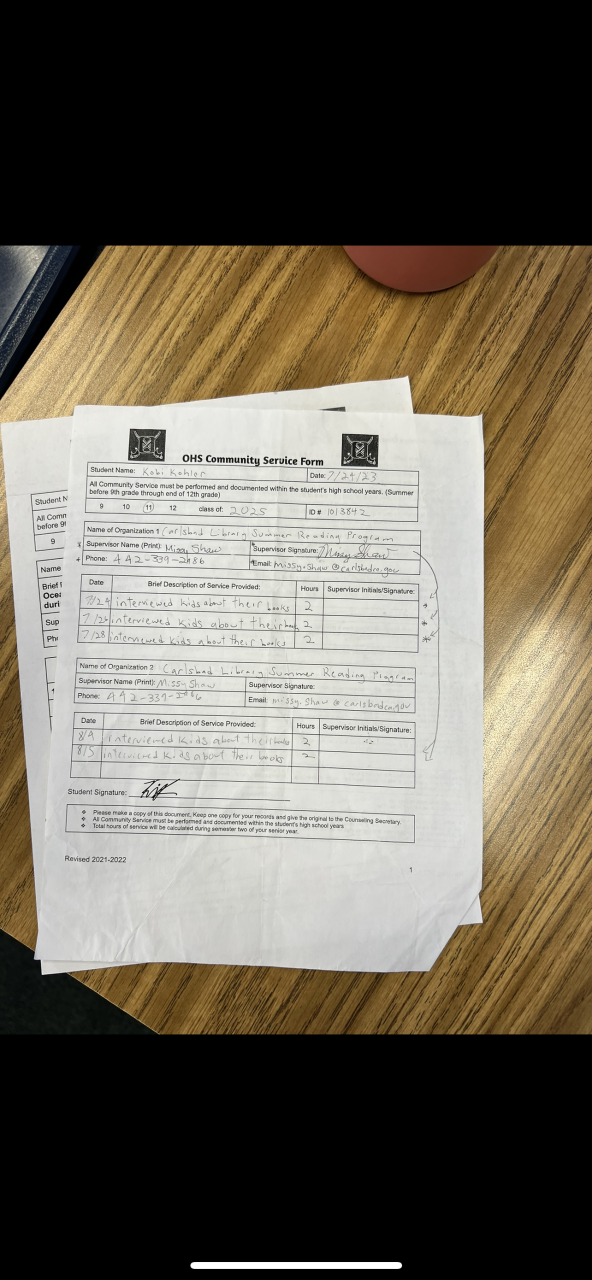 OHS Community Service Form
Student Name: Kobi Kohler Date: 7/24/23
All Community Service must be performed and documented within the student's high school years. (Summer
before 9th grade through end of 12th grade)
9 10 11 12 class of: 2025 ID# 1013842
Name of Organization 1: Carlsbad Library Summer Reading Program
* Supervisor Name (Print): Missy Shaw Supervisor Signature: Missy Shaw
* Phone: 442-339-2886 *Email: missy.shaw@carlsbadca.gov
Date Brief Description of Service Provided: Hours Supervisor Initials/Signature:
7/24 interviewed kids about their books 2
7/26 interviewed kids about their books 2 *
7/28 interviewed kids about their books 2 *
Name of Organization 2: Carlsbad Library Summer Reading Program
Supervisor Name (Print): Missy Shaw Supervisor Signature:
Phone: 442-339- Email: missy.shaw@carlsbadca.gov
Date Brief Description of Service Provided: Hours Supervisor Initials/Signature:
8/4 interviewed kids about their books 2
8/5 interviewed kids about their books 2
Student Signature:
❖ Please make a copy of this document, Keep one copy for your records and give the original to the Counseling Secretary.
❖ All Community Service must be performed and documented within the student's high school years
❖ Total hours of service will be calculated during semester two of your senior year.
Revised 2021-2022
1
Student N
All Comm
before 9t
9
Name
Brief
Ocea
duri
Sup
Ph